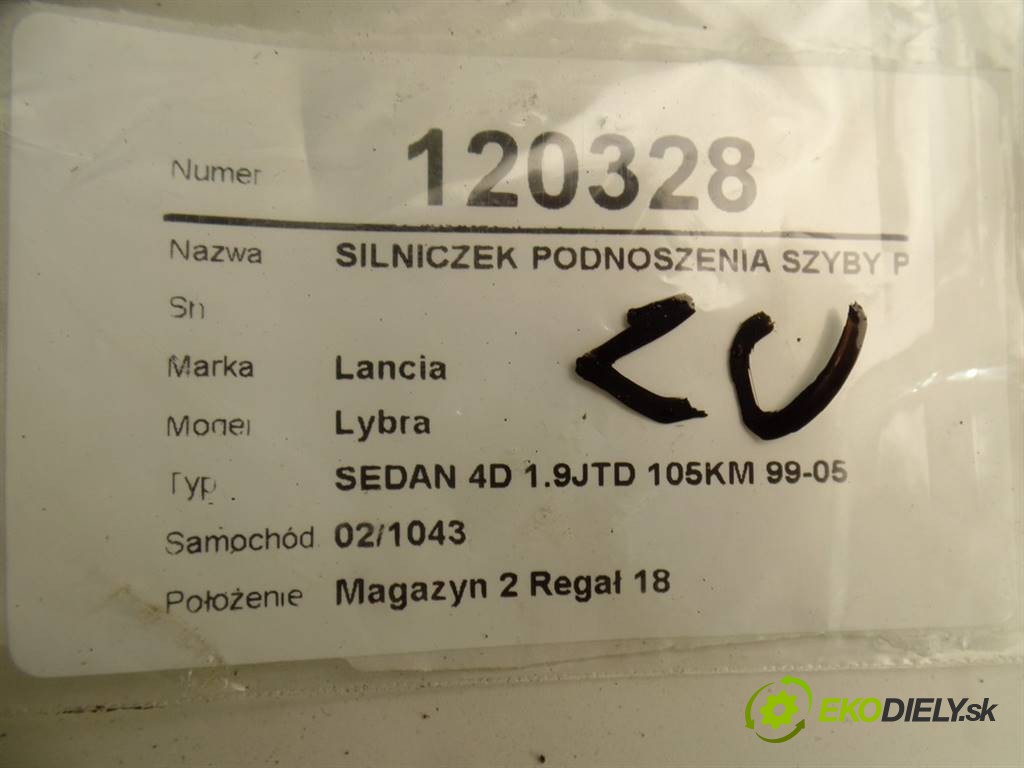 Numer 120328
Nazwa SILNICZEK PODNOSZENIA SZYBY P
Sn
Marka Lancia
Model Lybra
Typ SEDAN 4D 1.9JTD 105KM 99-05
Samochód 02/1043
Położenie Magazyn 2 Regał 18
EKODIELY.sk